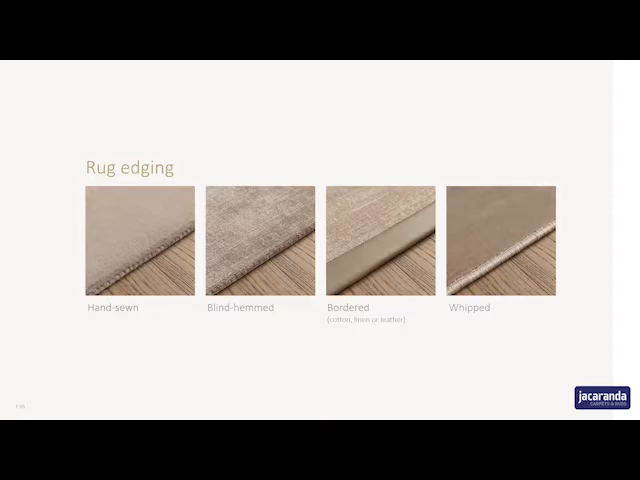 Rug edging
Hand-sewn
Blind-hemmed
Bordered
(cotton, linen or leather)
Whipped
jacaranda
CARPETS & RUGS